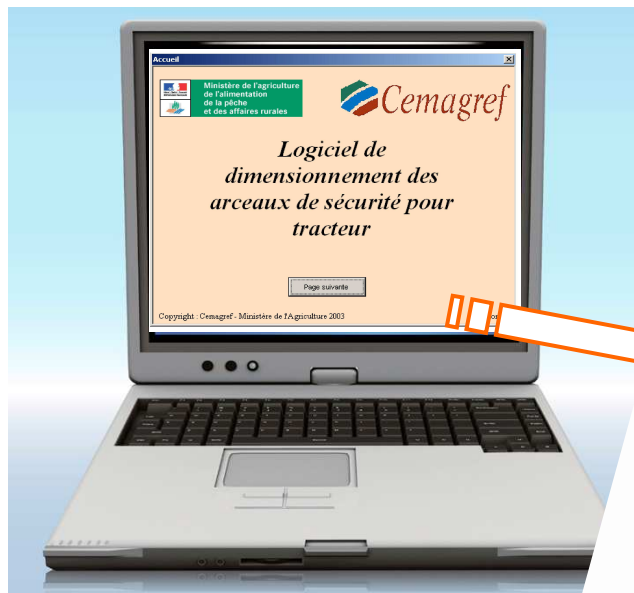 Accueil
Ministère de l'agriculture
de l'alimentation
de la pêche
et des affaires rurales
Cemagref
Logiciel de
dimensionnement des
arceaux de sécurité pour
tracteur
Page suivante
Copyright : Cemagref - Ministère de l'Agriculture 2003